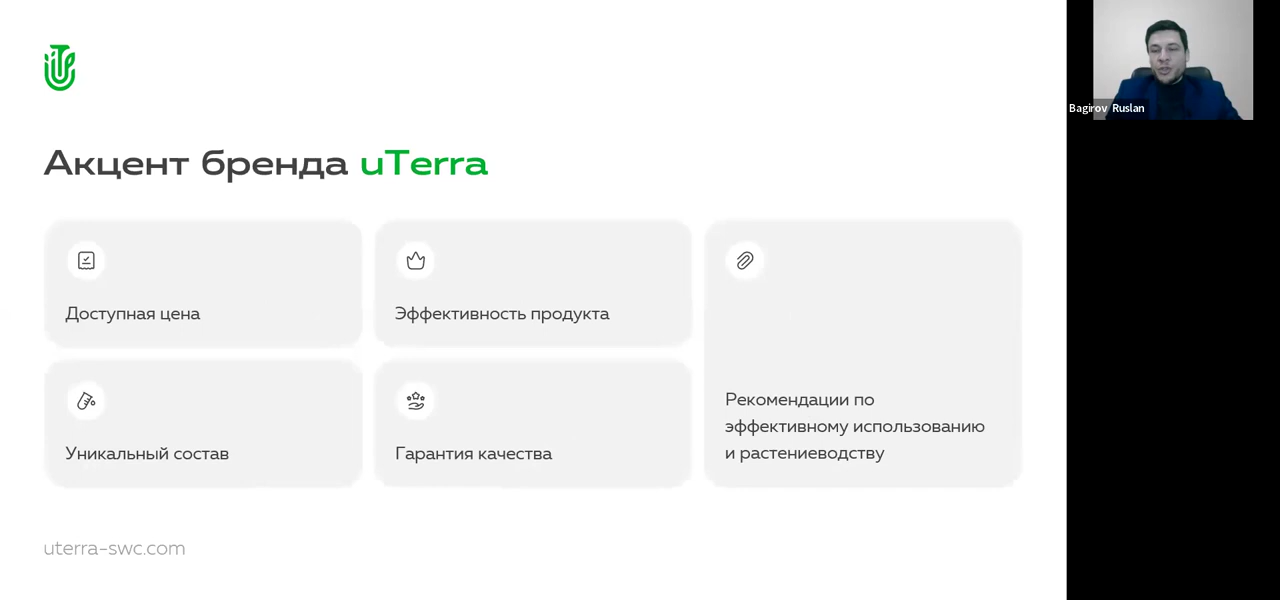 Акцент бренда uTerra
Доступная цена
Эффективность продукта
Уникальный состав
Гарантия качества
Рекомендации по
эффективному использованию
и растениеводству
uterra-swc.com
Bagirov Ruslan